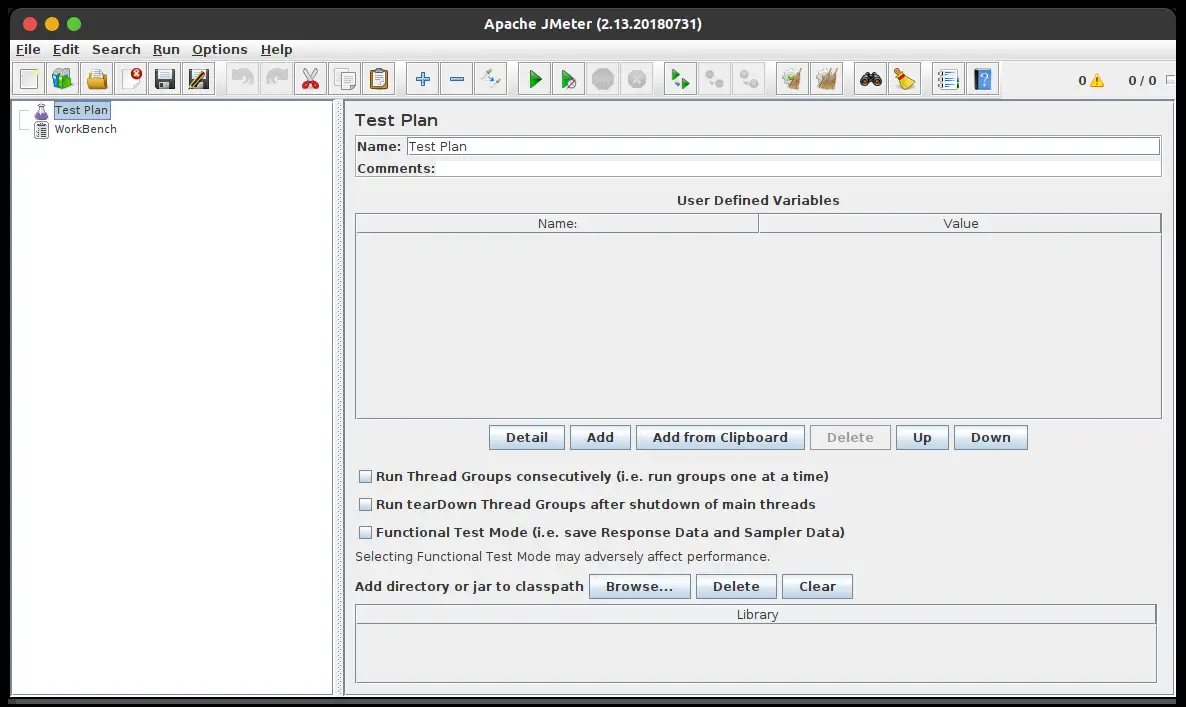 Apache JMeter (2.13.20180731)
File Edit Search Run Options Help
0 0 / 0
Test Plan
WorkBench
Test Plan
Name: Test Plan
Comments:
User Defined Variables
Name: Value
Detail Add Add from Clipboard Delete Up Down
Run Thread Groups consecutively (i.e. run groups one at a time)
Run tearDown Thread Groups after shutdown of main threads
Functional Test Mode (i.e. save Response Data and Sampler Data)
Selecting Functional Test Mode may adversely affect performance.
Add directory or jar to classpath Browse... Delete Clear
Library